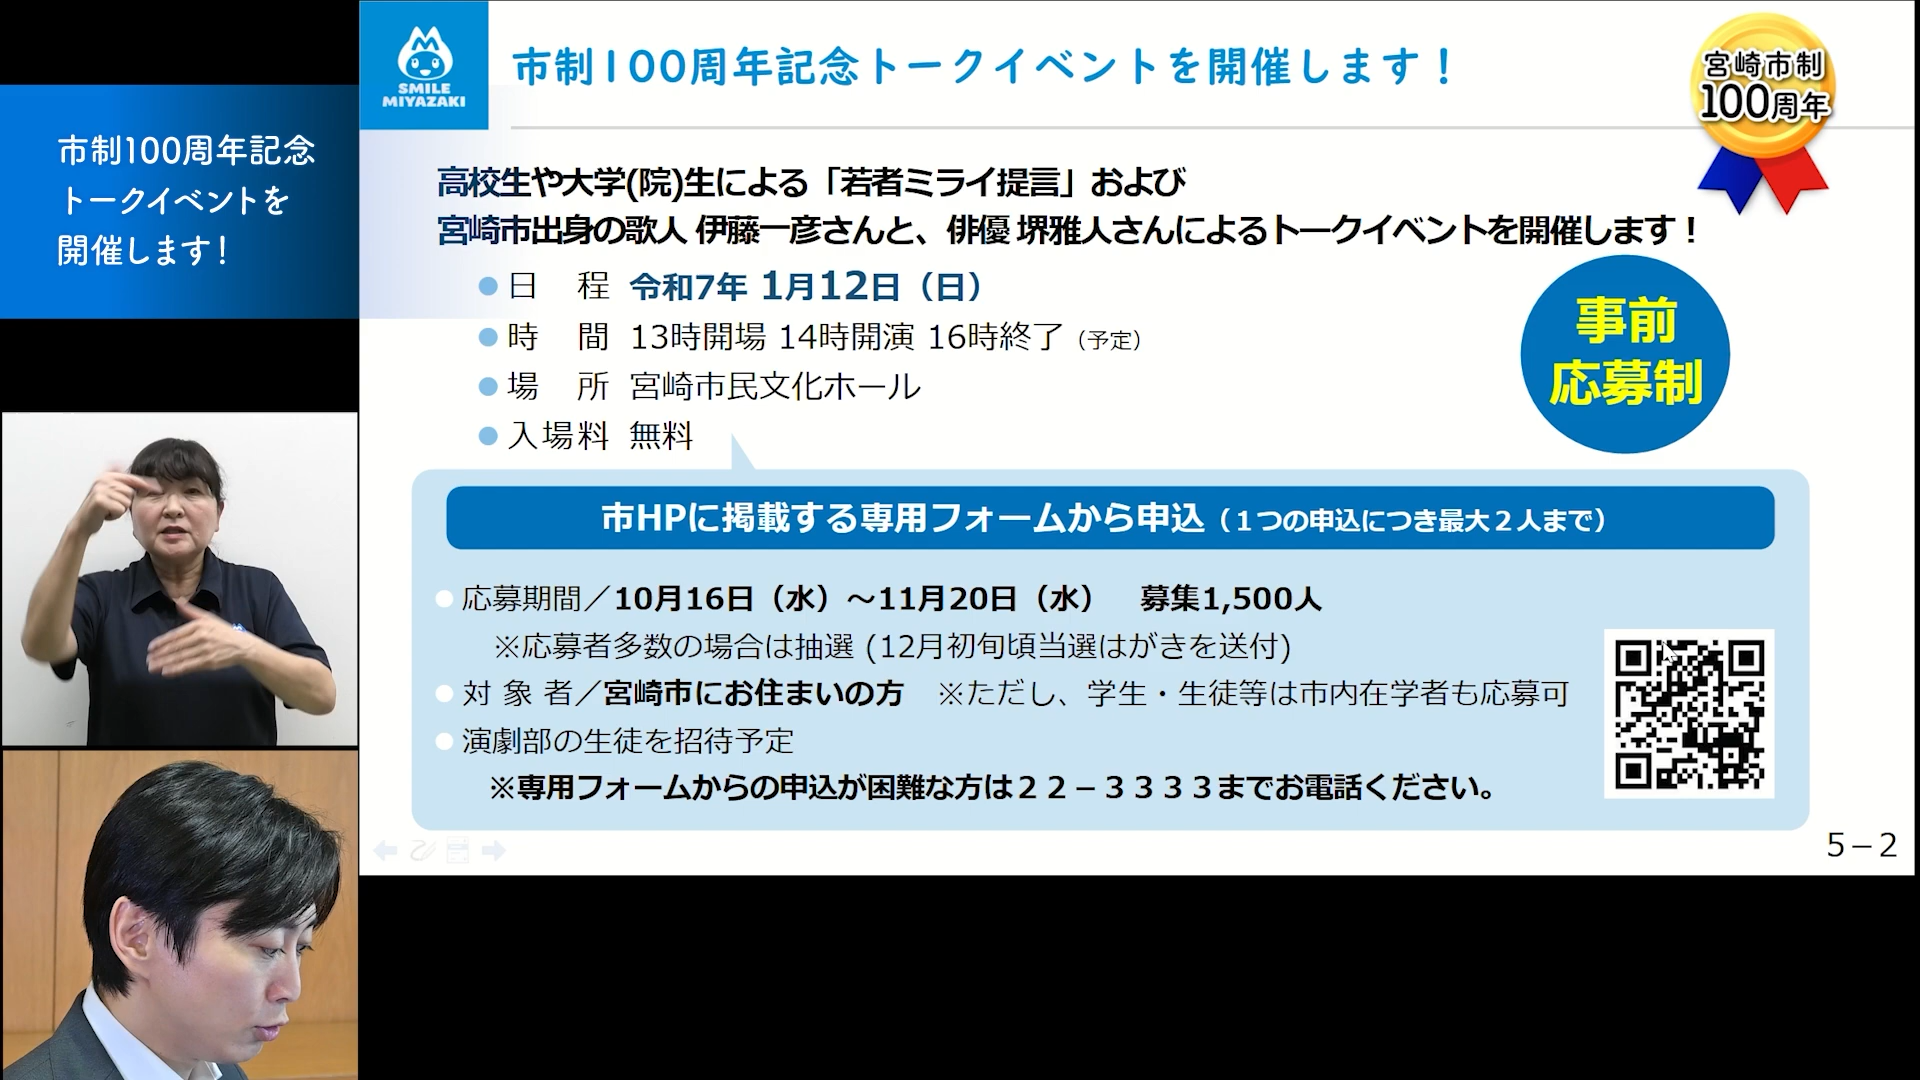 市制100周年記念
トークイベントを
開催します！
SMILE
MIYAZAKI
市制100周年記念トークイベントを開催します！
宮崎市制
100周年
高校生や大学(院)生による「若者ミライ提言」および
宮崎市出身の歌人 伊藤一彦さんと、俳優 堺雅人さんによるトークイベントを開催します！
日　程 令和7年 1月12日（日）
時　間 13時開場 14時開演 16時終了（予定）
場　所 宮崎市民文化ホール
入場料 無料
事前
応募制
市HPに掲載する専用フォームから申込（１つの申込につき最大２人まで）
応募期間／10月16日（水）～11月20日（水）　募集1,500人
※応募者多数の場合は抽選 (12月初旬頃当選はがきを送付)
対 象 者／宮崎市にお住まいの方　※ただし、学生・生徒等は市内在学者も応募可
演劇部の生徒を招待予定
※専用フォームからの申込が困難な方は２２－３３３３までお電話ください。
５－２